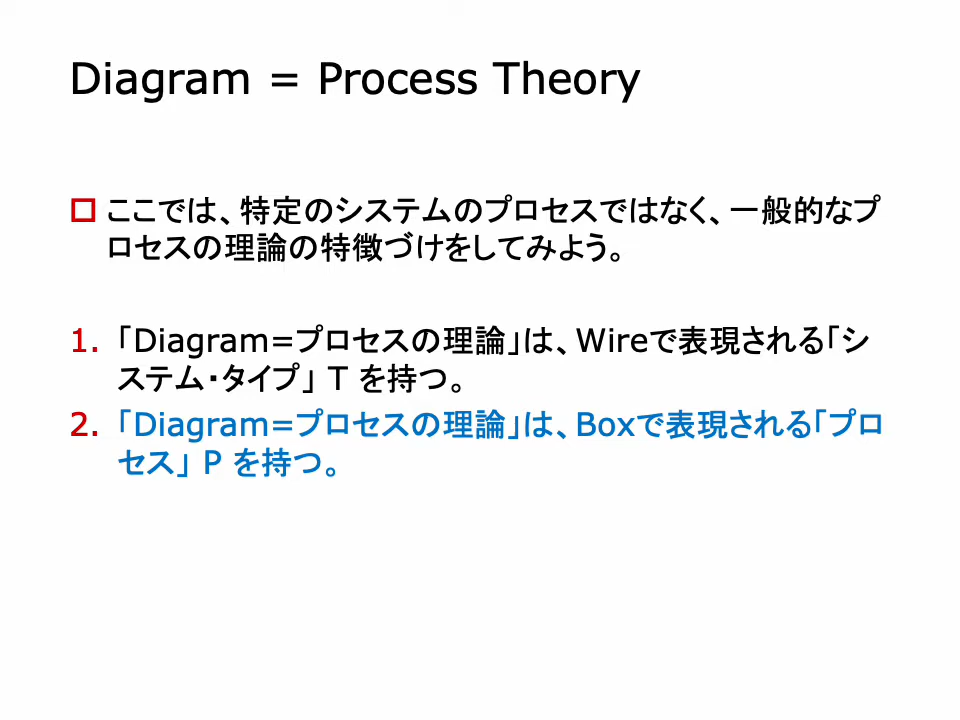 Diagram = Process Theory
ここでは、特定のシステムのプロセスではなく、一般的なプ
ロセスの理論の特徴づけをしてみよう。
1. 「Diagram=プロセスの理論」は、Wireで表現される「シ
ステム・タイプ」 T を持つ。
2. 「Diagram=プロセスの理論」は、Boxで表現される「プロ
セス」 P を持つ。